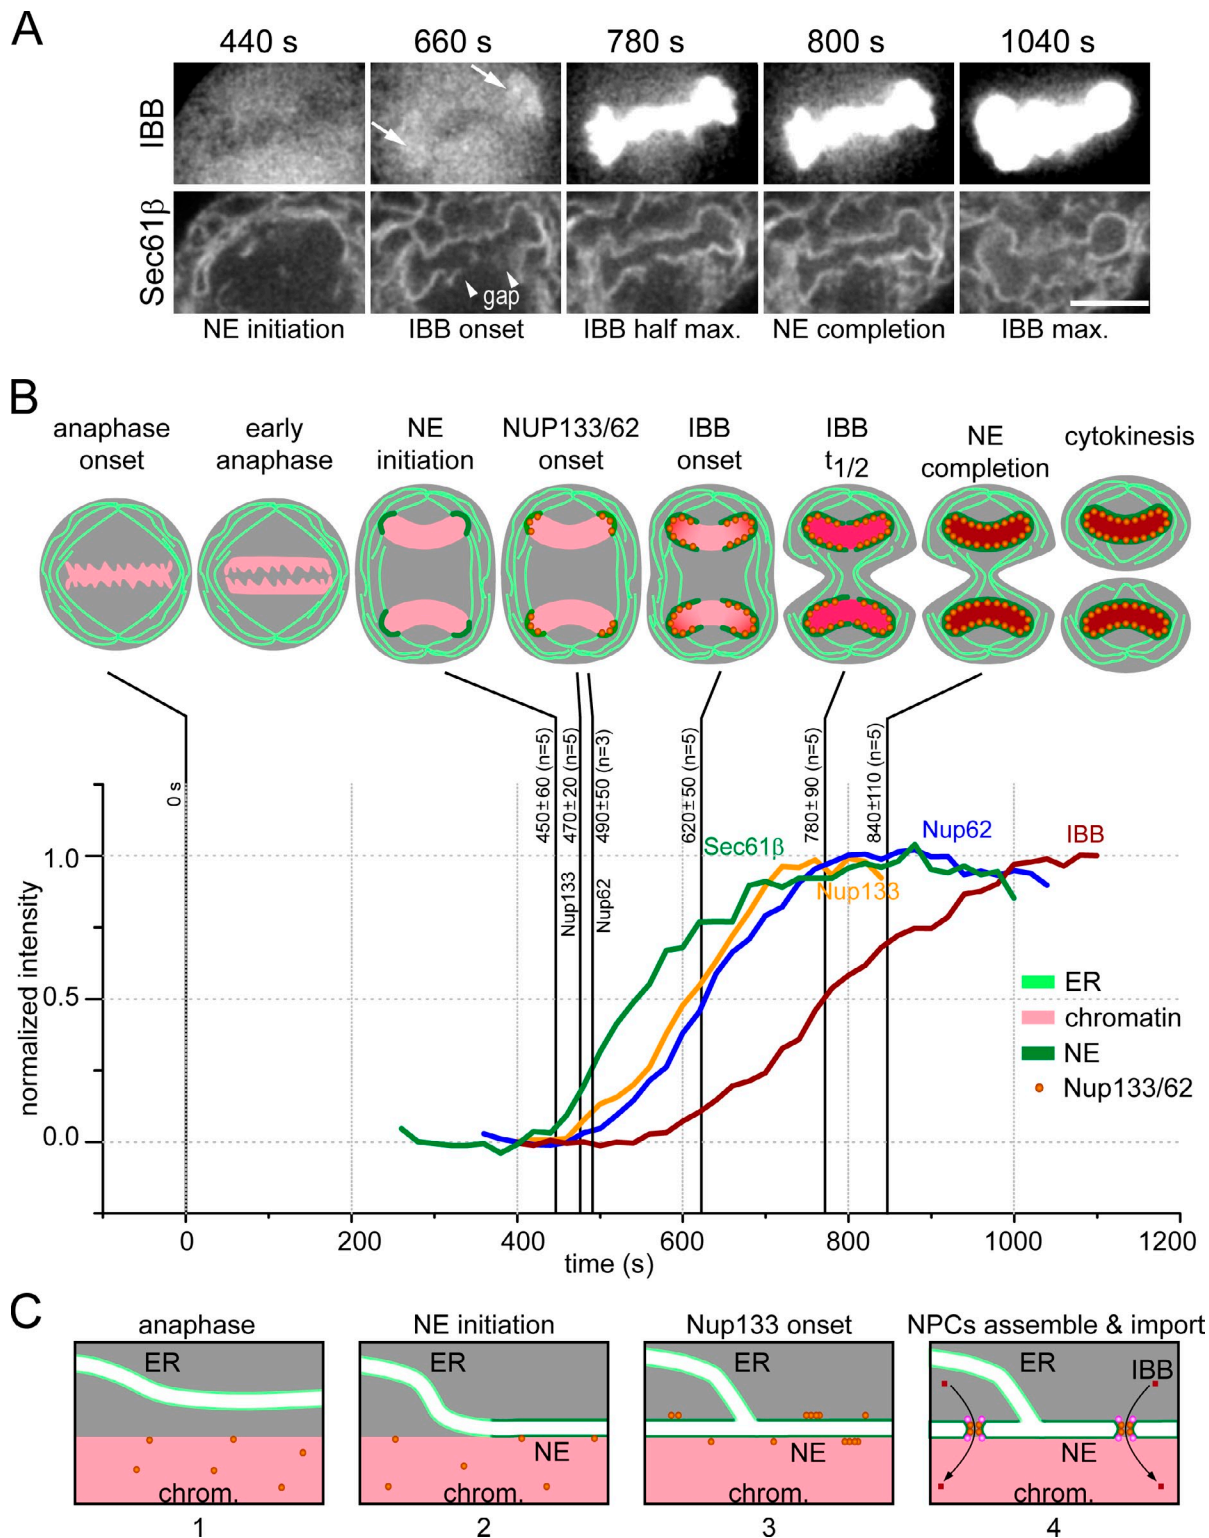 A
440 s 660 s 780 s 800 s 1040 s
IBB
Sec61β
gap
NE initiation IBB onset IBB half max. NE completion IBB max.
B
anaphase onset
early anaphase
NE initiation
NUP133/62 onset
IBB onset
IBB t1/2
NE completion
cytokinesis
0 s
450±60 (n=5)
470±20 (n=5)
490±50 (n=3)
620±50 (n=5)
780±90 (n=5)
840±110 (n=5)
Nup133
Nup62
Sec61β
Nup62
IBB
Nup133
1.0
0.5
0.0
normalized intensity
ER
chromatin
NE
Nup133/62
0 200 400 600 800 1000 1200
time (s)
C
anaphase NE initiation Nup133 onset NPCs assemble & import
ER ER ER ER IBB
NE NE NE
chrom. chrom. chrom. chrom.
1 2 3 4